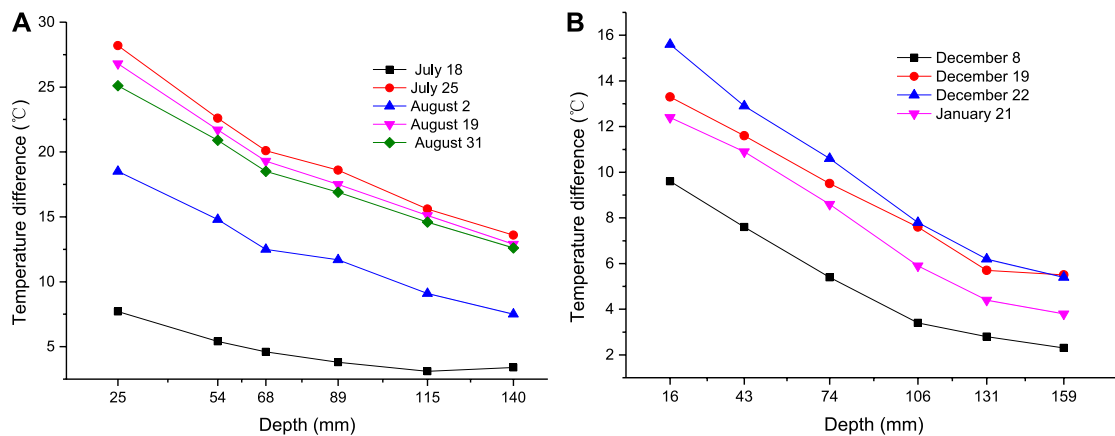 A
Temperature difference (℃)
30
25
20
15
10
5
July 18
July 25
August 2
August 19
August 31
25 54 68 89 115 140
Depth (mm)
B
Temperature difference (℃)
16
14
12
10
8
6
4
2
December 8
December 19
December 22
January 21
16 43 74 106 131 159
Depth (mm)